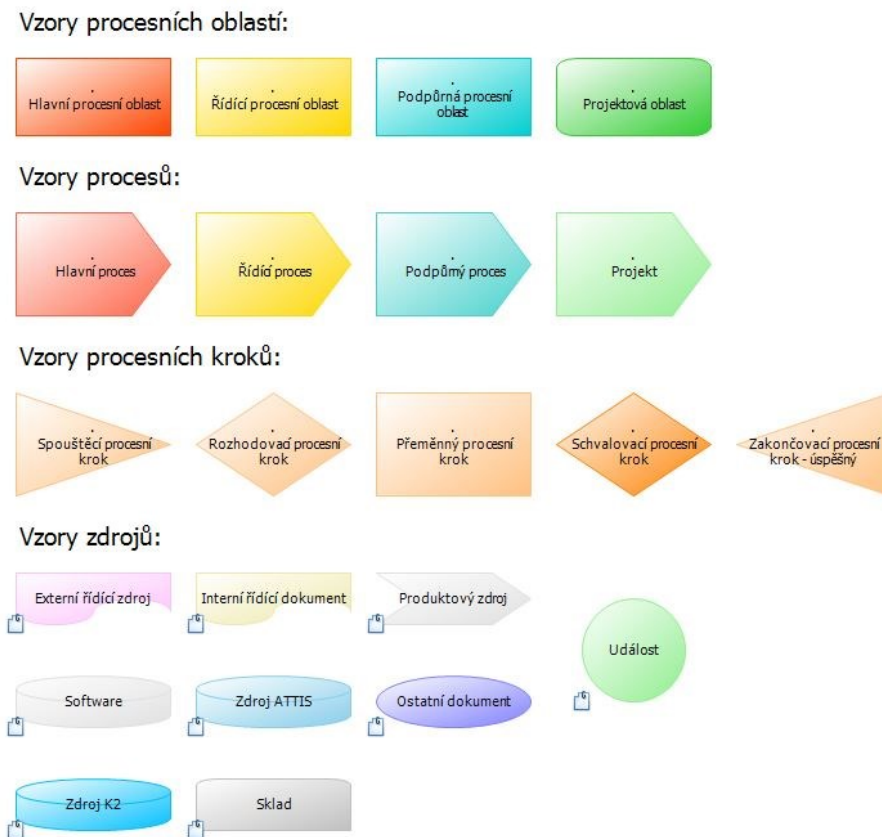 Vzory procesních oblastí:
Hlavní procesní oblast
Řídící procesní oblast
Podpůrná procesní
oblast
Projektová oblast
Vzory procesů:
Hlavní proces
Řídící proces
Podpůrný proces
Projekt
Vzory procesních kroků:
Spouštěcí procesní
krok
Rozhodovací procesní
krok
Přeměnný procesní
krok
Schvalovací procesní
krok
Zakončovací procesní
krok - úspěšný
Vzory zdrojů:
Externí řídící zdroj
Interní řídící dokument
Produktový zdroj
Událost
Software
Zdroj ATTIS
Ostatní dokument
Zdroj K2
Sklad